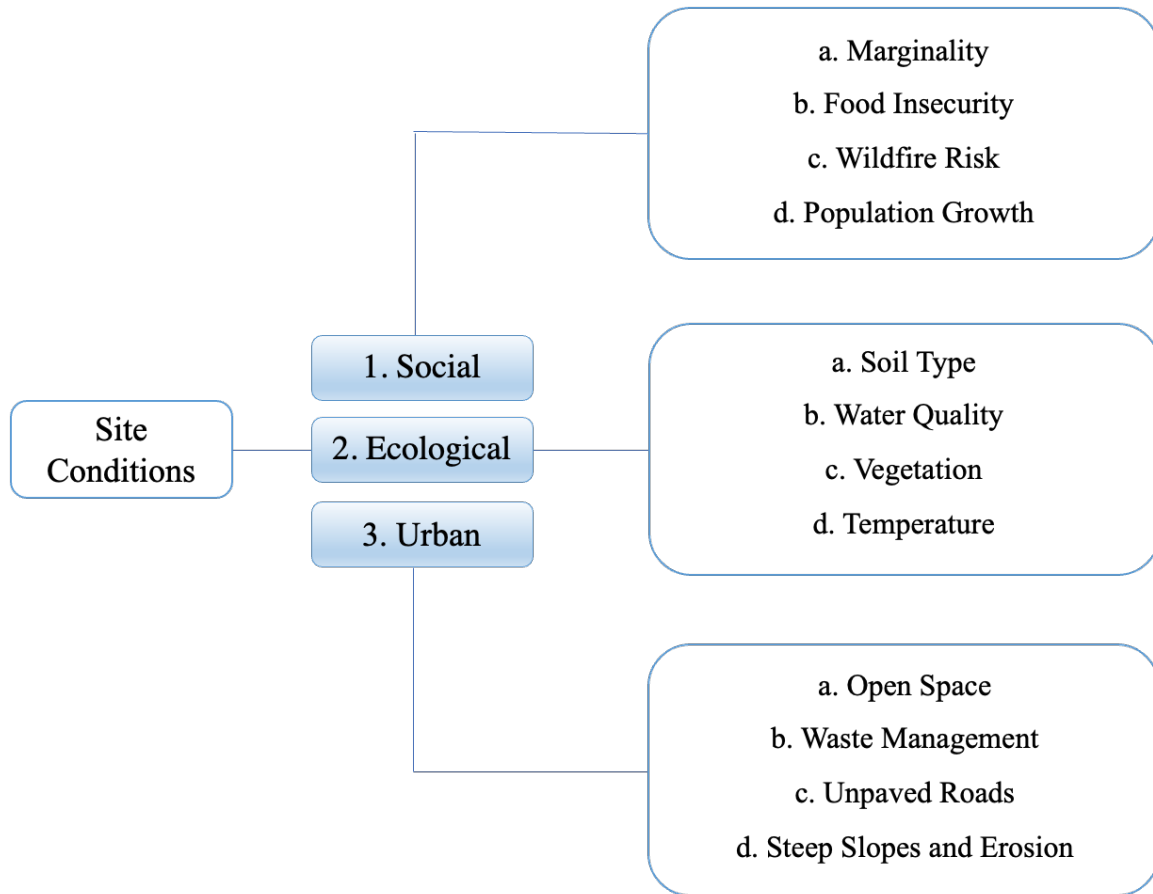 Site
Conditions
1. Social
2. Ecological
3. Urban
a. Marginality
b. Food Insecurity
c. Wildfire Risk
d. Population Growth
a. Soil Type
b. Water Quality
c. Vegetation
d. Temperature
a. Open Space
b. Waste Management
c. Unpaved Roads
d. Steep Slopes and Erosion